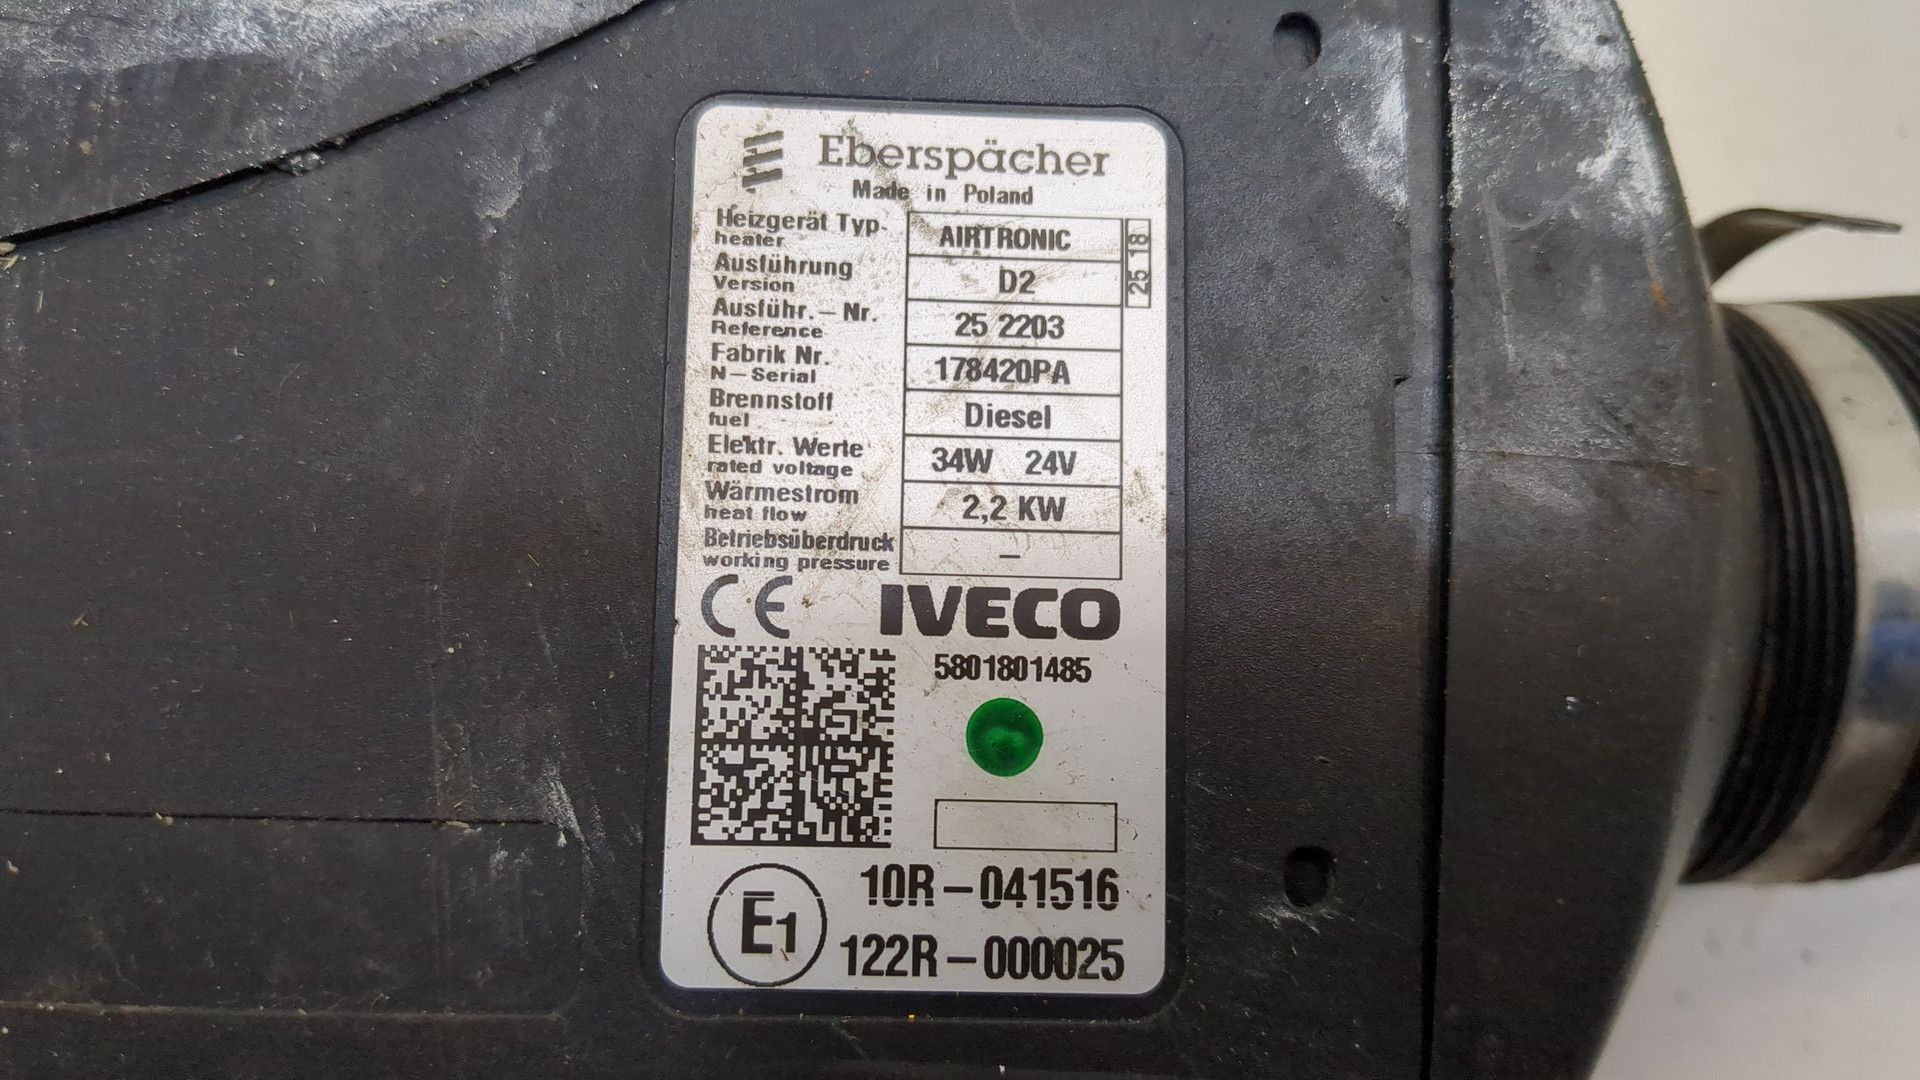 Eberspächer
Made in Poland
Heizgerät Typ. AIRTRONIC
heater
Ausführung D2
Version
25 18
Ausführ.-Nr. 25 2203
Reference
Fabrik Nr. 178420PA
N-Serial
Brennstoff Diesel
fuel
Elektr. Werte 34W 24V
rated voltage
Wärmestrom 2,2 KW
heat flow
Betriebsüberdruck –
working pressure
CE IVECO
5801801485
E1
10R-041516
122R-000025